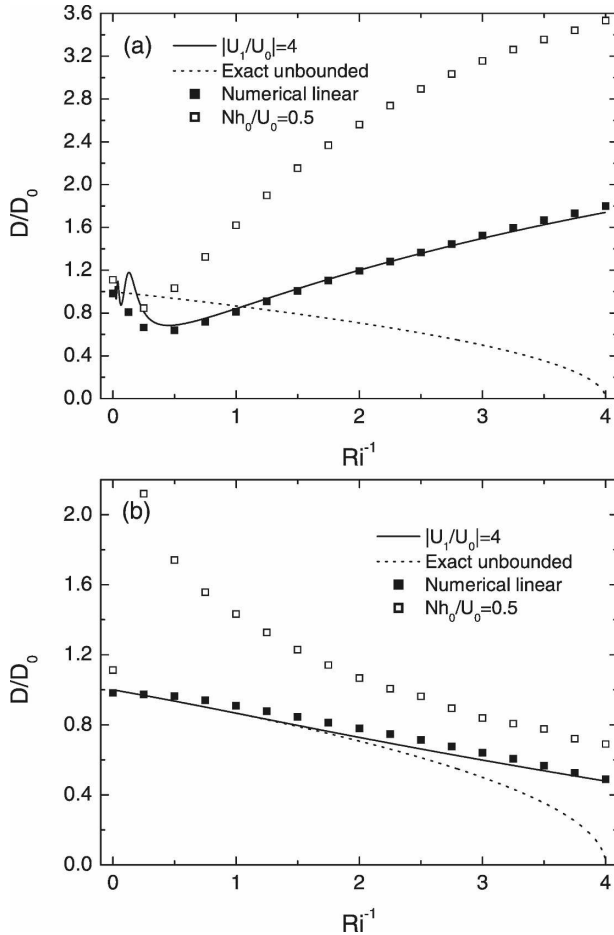 3.6
(a)
|U₁/U₀|=4
Exact unbounded
Numerical linear
Nh₀/U₀=0.5
3.2
2.8
2.4
2.0
1.6
1.2
0.8
0.4
0.0
D/D₀
0 1 2 3 4
Ri⁻¹
(b)
|U₁/U₀|=4
Exact unbounded
Numerical linear
Nh₀/U₀=0.5
2.0
1.6
1.2
0.8
0.4
0.0
D/D₀
0 1 2 3 4
Ri⁻¹